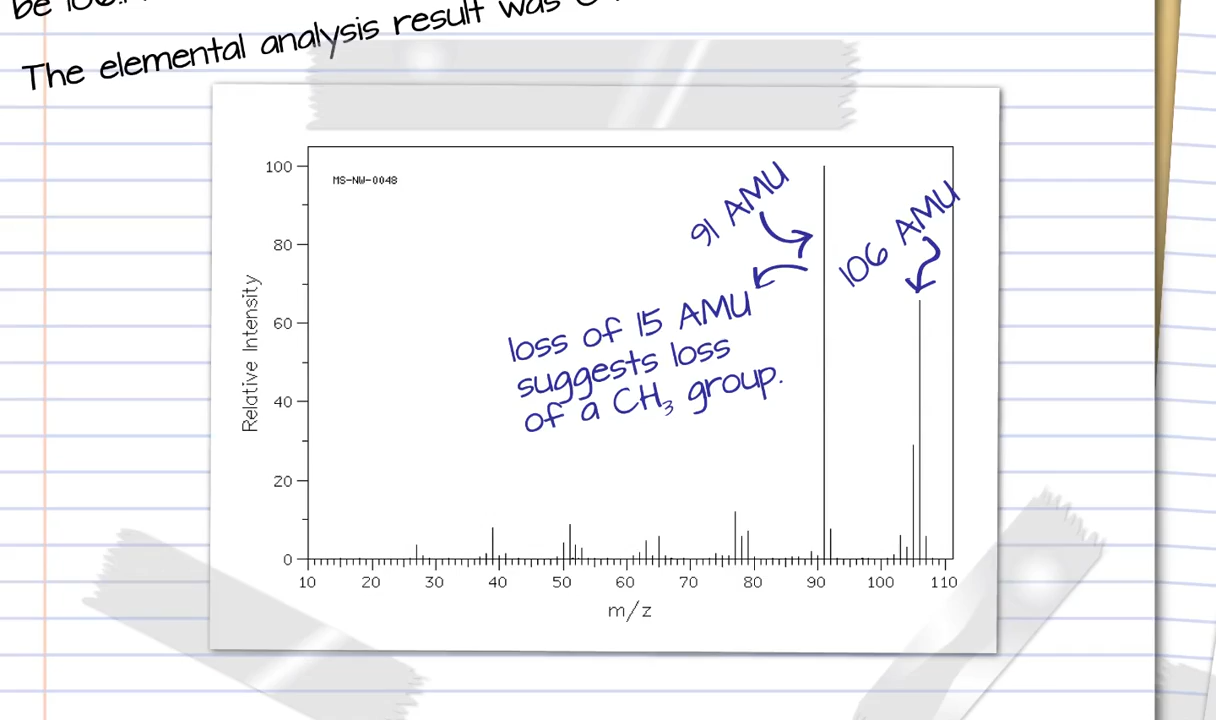 be
The elemental analysis result was
100
MS-NW-0048
91 AMU
106 AMU
80
60
loss of 15 AMU
suggests loss
of a CH₃ group.
40
20
0
Relative Intensity
10 20 30 40 50 60 70 80 90 100 110
m/z